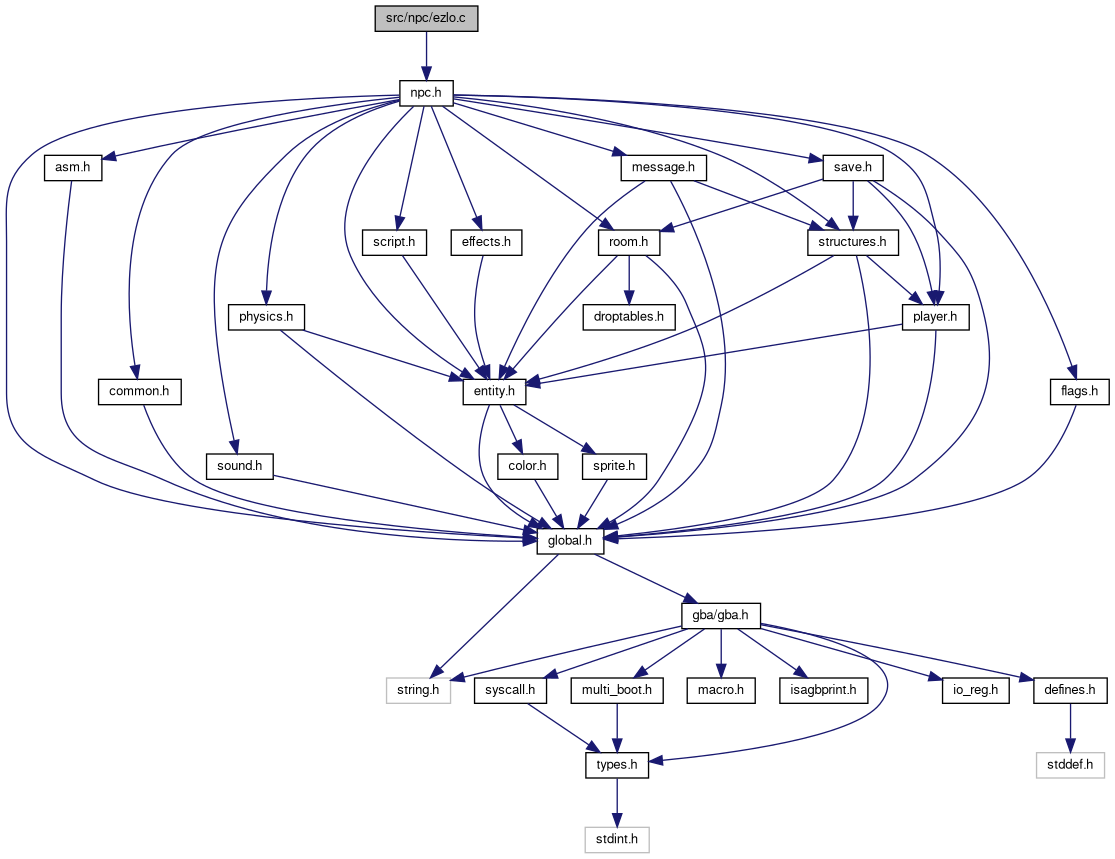 src/npc/ezlo.c
npc.h
asm.h
message.h
save.h
script.h
effects.h
room.h
structures.h
physics.h
droptables.h
player.h
common.h
entity.h
flags.h
sound.h
color.h
sprite.h
global.h
gba/gba.h
string.h
syscall.h
multi_boot.h
macro.h
isagbprint.h
io_reg.h
defines.h
types.h
stddef.h
stdint.h